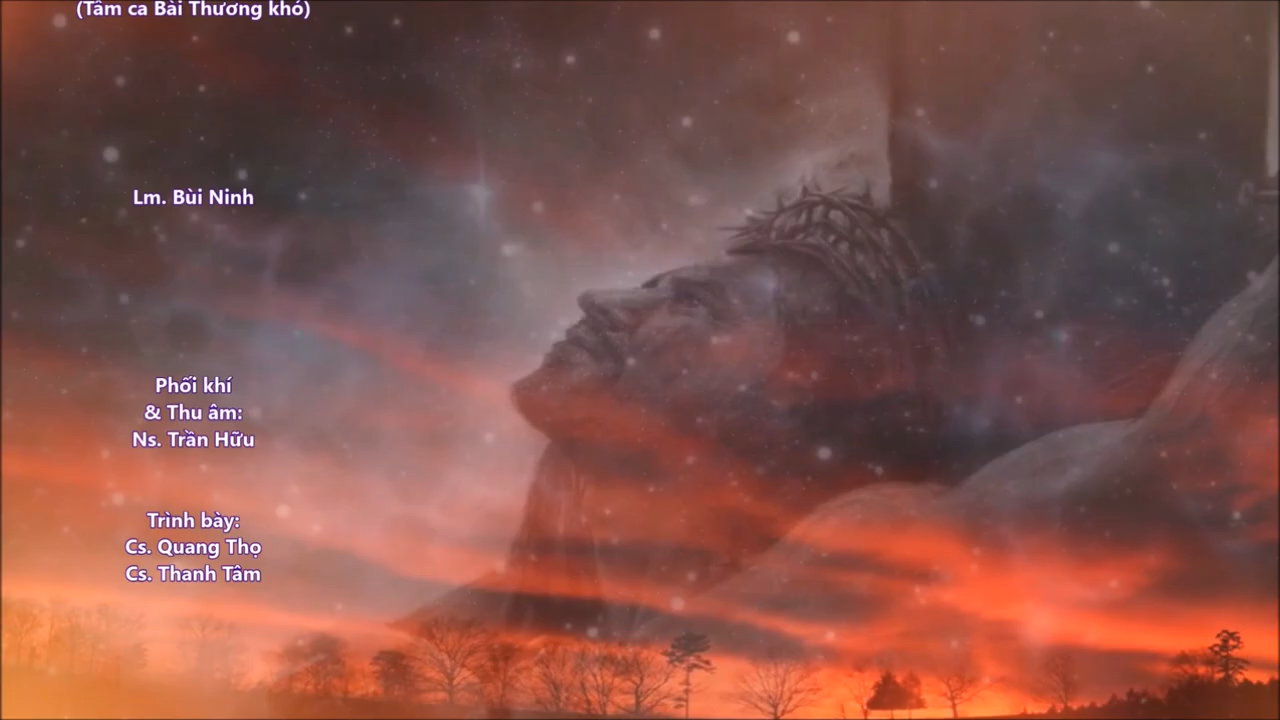 (Tâm ca Bài Thương khó)
Lm. Bùi Ninh
Phối khí
& Thu âm:
Ns. Trần Hữu
Trình bày:
Cs. Quang Thọ
Cs. Thanh Tâm